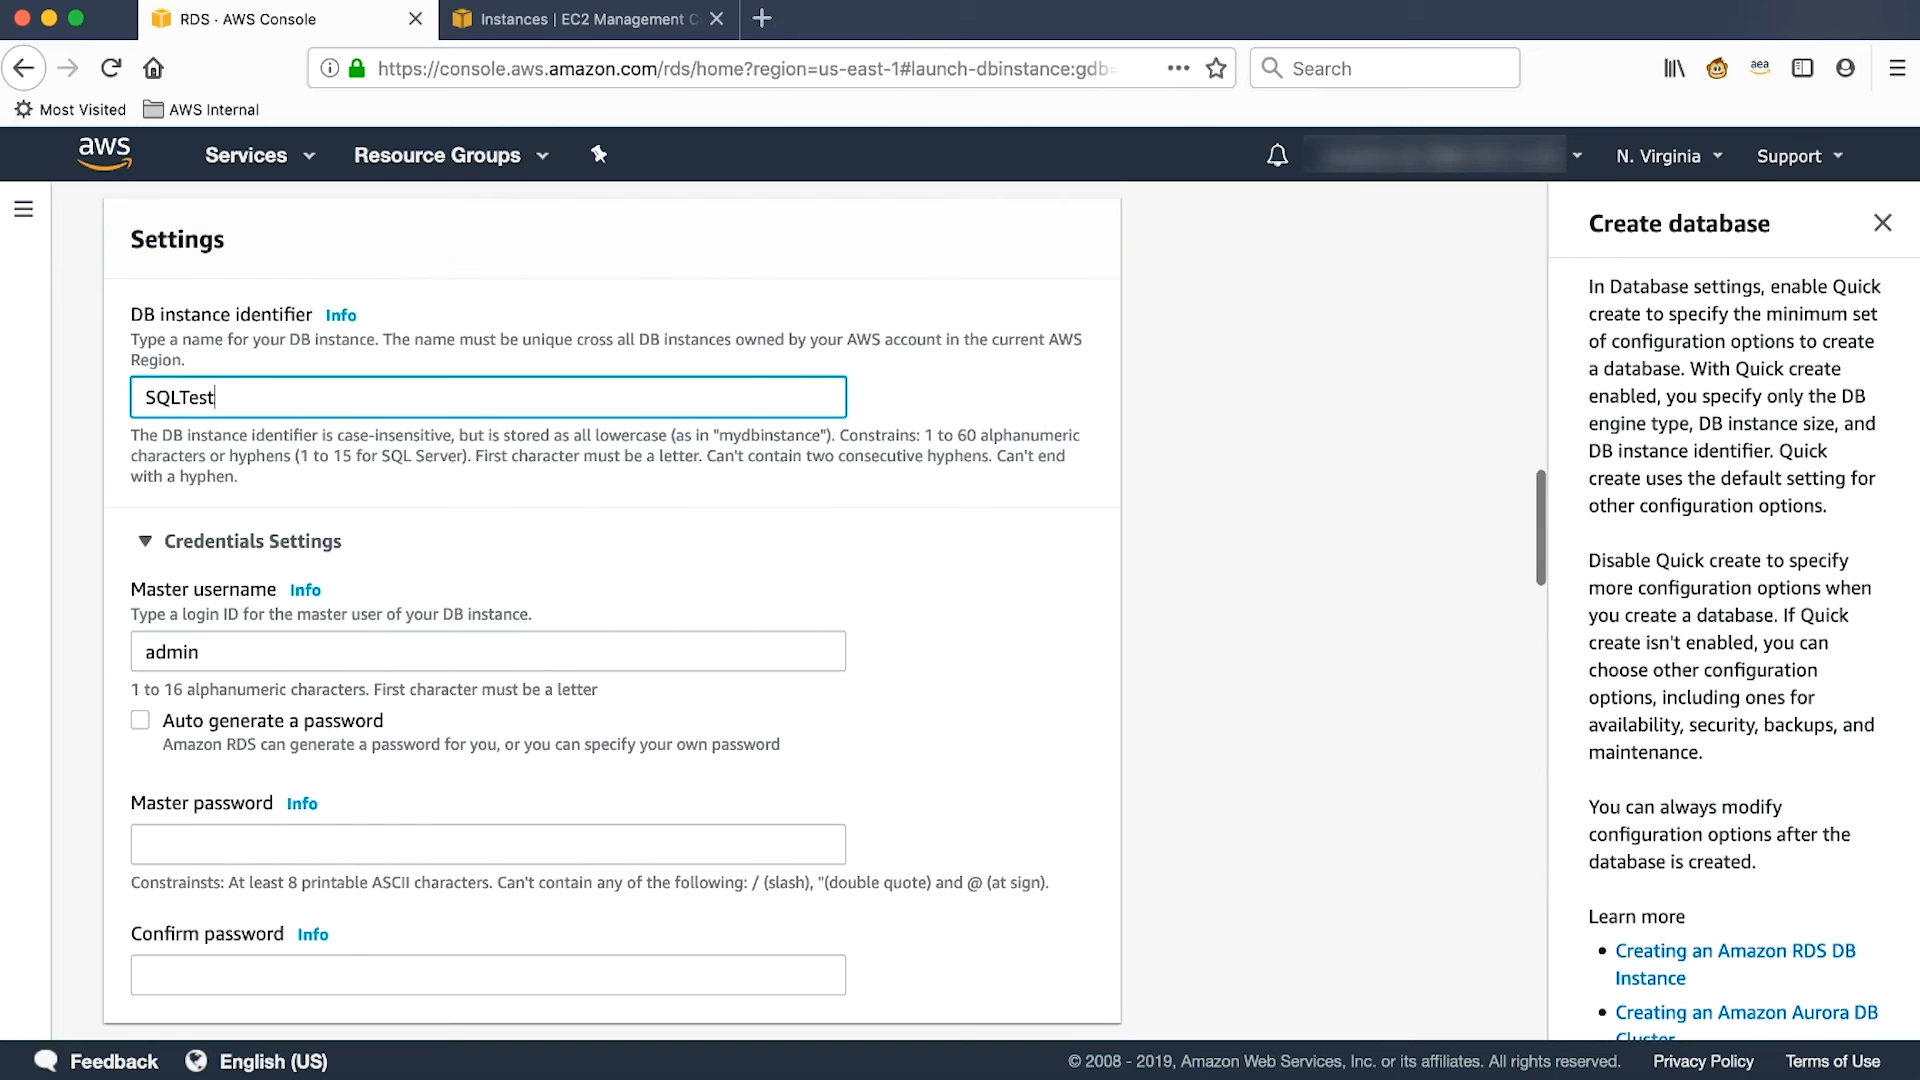 RDS · AWS Console
Instances | EC2 Management C
https://console.aws.amazon.com/rds/home?region=us-east-1#launch-dbinstance:gdb=
Search
aea
Most Visited
AWS Internal
aws
Services
Resource Groups
N. Virginia
Support
Settings
DB instance identifier Info
Type a name for your DB instance. The name must be unique cross all DB instances owned by your AWS account in the current AWS
Region.
SQLTest
The DB instance identifier is case-insensitive, but is stored as all lowercase (as in "mydbinstance"). Constrains: 1 to 60 alphanumeric
characters or hyphens (1 to 15 for SQL Server). First character must be a letter. Can't contain two consecutive hyphens. Can't end
with a hyphen.
Credentials Settings
Master username Info
Type a login ID for the master user of your DB instance.
admin
1 to 16 alphanumeric characters. First character must be a letter
Auto generate a password
Amazon RDS can generate a password for you, or you can specify your own password
Master password Info
Constrainsts: At least 8 printable ASCII characters. Can't contain any of the following: / (slash), "(double quote) and @ (at sign).
Confirm password Info
Create database
In Database settings, enable Quick
create to specify the minimum set
of configuration options to create
a database. With Quick create
enabled, you specify only the DB
engine type, DB instance size, and
DB instance identifier. Quick
create uses the default setting for
other configuration options.
Disable Quick create to specify
more configuration options when
you create a database. If Quick
create isn't enabled, you can
choose other configuration
options, including ones for
availability, security, backups, and
maintenance.
You can always modify
configuration options after the
database is created.
Learn more
Creating an Amazon RDS DB
Instance
Creating an Amazon Aurora DB
Cluster
Feedback
English (US)
© 2008 - 2019, Amazon Web Services, Inc. or its affiliates. All rights reserved.
Privacy Policy
Terms of Use